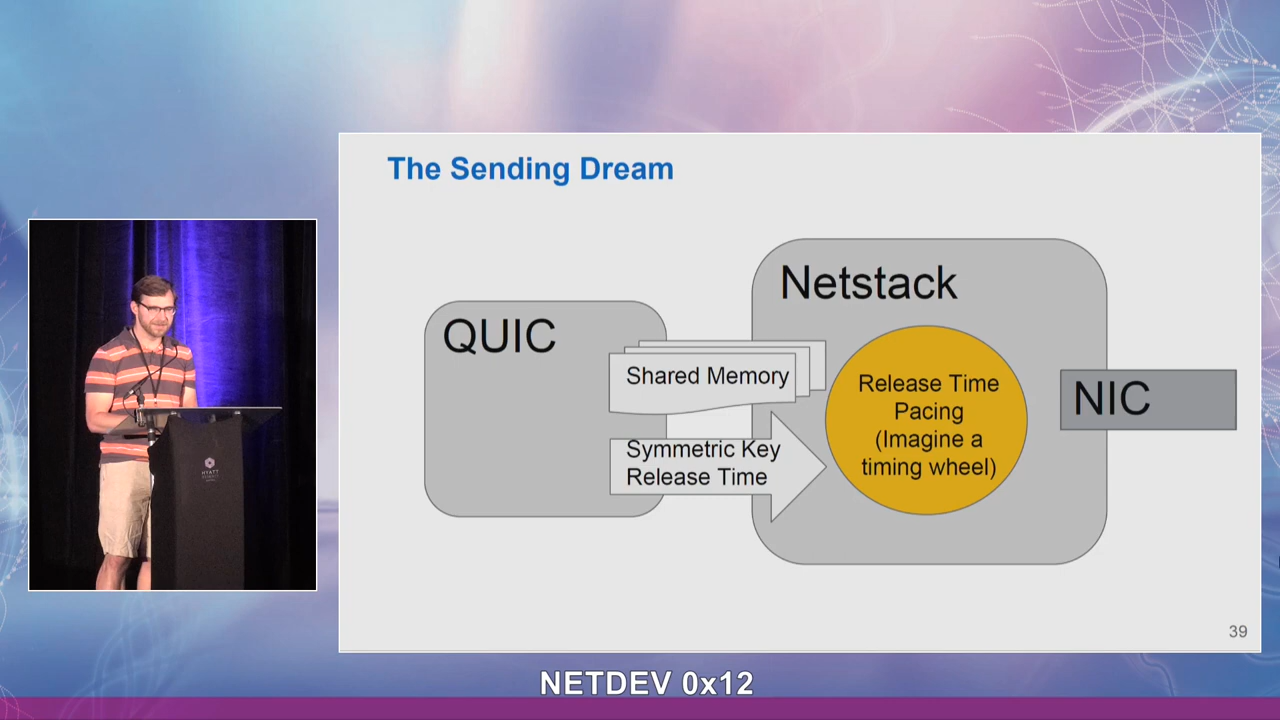 The Sending Dream
QUIC
Netstack
Shared Memory
Symmetric Key
Release Time
Release Time
Pacing
(Imagine a
timing wheel)
NIC
39
HYATT
NETDEV 0x12